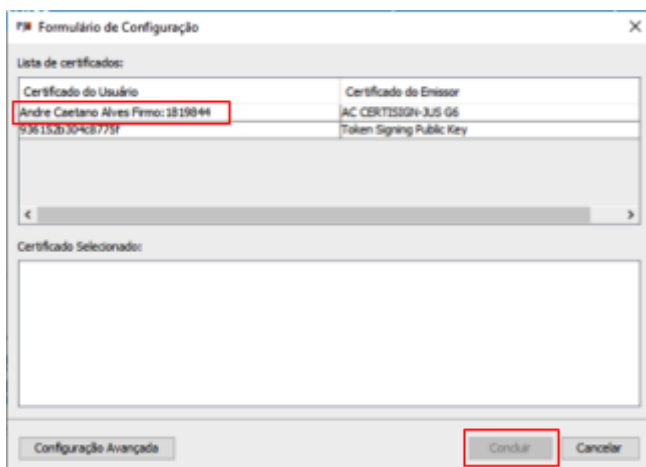 Formulário de Configuração
Lista de certificados:
Certificado do Usuário Certificado do Emissor
Andre Caetano Alves Firmo:1819844 AC CERTISIGN-JUS G6
936152b304c8775f Token Signing Public Key
Certificado Selecionado:
Configuração Avançada Concluir Cancelar